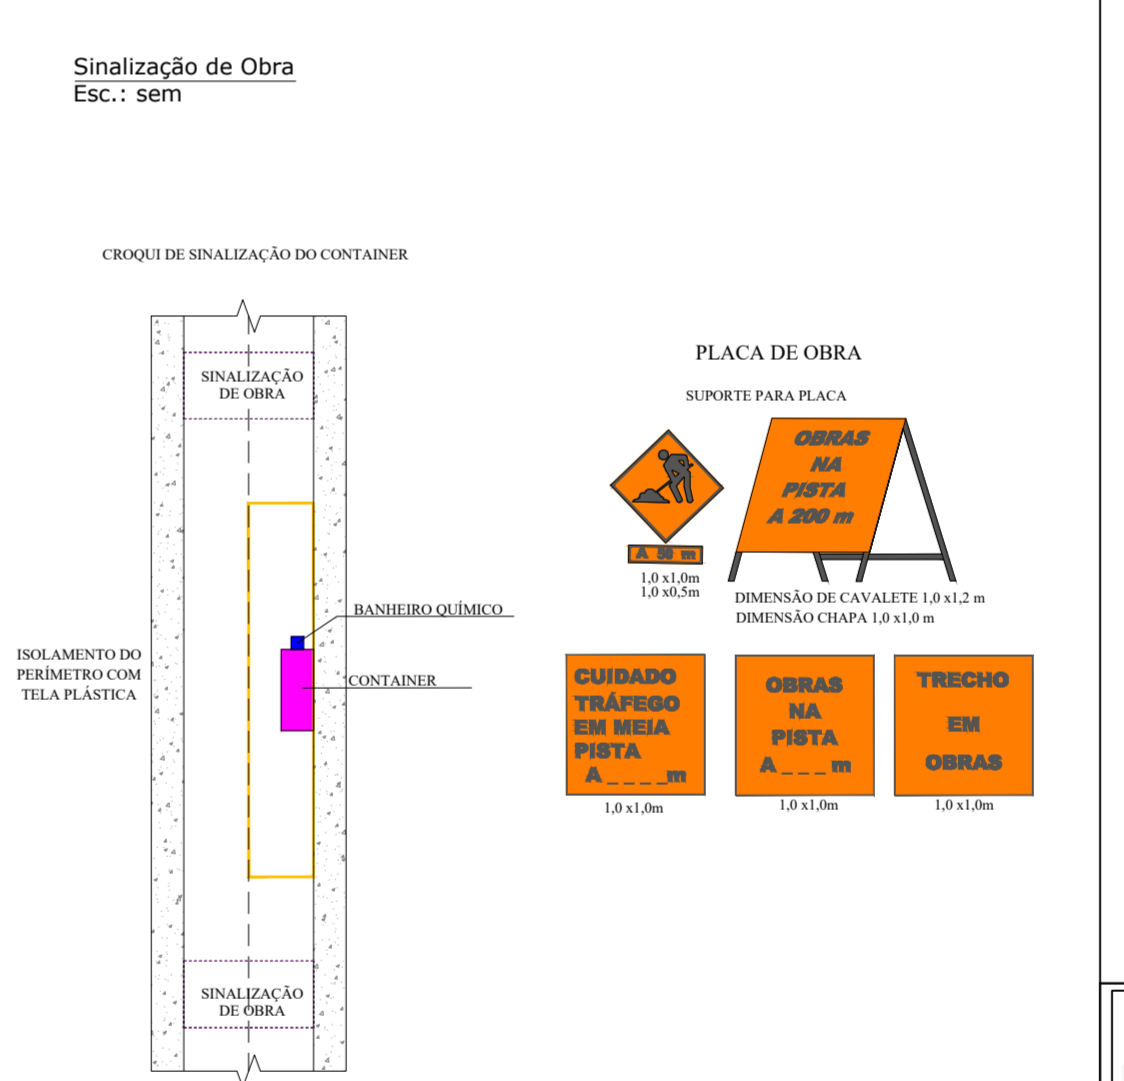 Sinalização de Obra
Esc.: sem
CROQUI DE SINALIZAÇÃO DO CONTAINER
SINALIZAÇÃO
DE OBRA
BANHEIRO QUÍMICO
ISOLAMENTO DO
PERÍMETRO COM
TELA PLÁSTICA
CONTAINER
SINALIZAÇÃO
DE OBRA
PLACA DE OBRA
SUPORTE PARA PLACA
A 50 m
1,0 x1,0m
1,0 x0,5m
OBRAS
NA
PISTA
A 200 m
DIMENSÃO DE CAVALETE 1,0 x1,2 m
DIMENSÃO CHAPA 1,0 x1,0 m
CUIDADO
TRÁFEGO
EM MEIA
PISTA
A _ _ _ _m
1,0 x1,0m
OBRAS
NA
PISTA
A _ _ _ m
1,0 x1,0m
TRECHO
EM
OBRAS
1,0 x1,0m